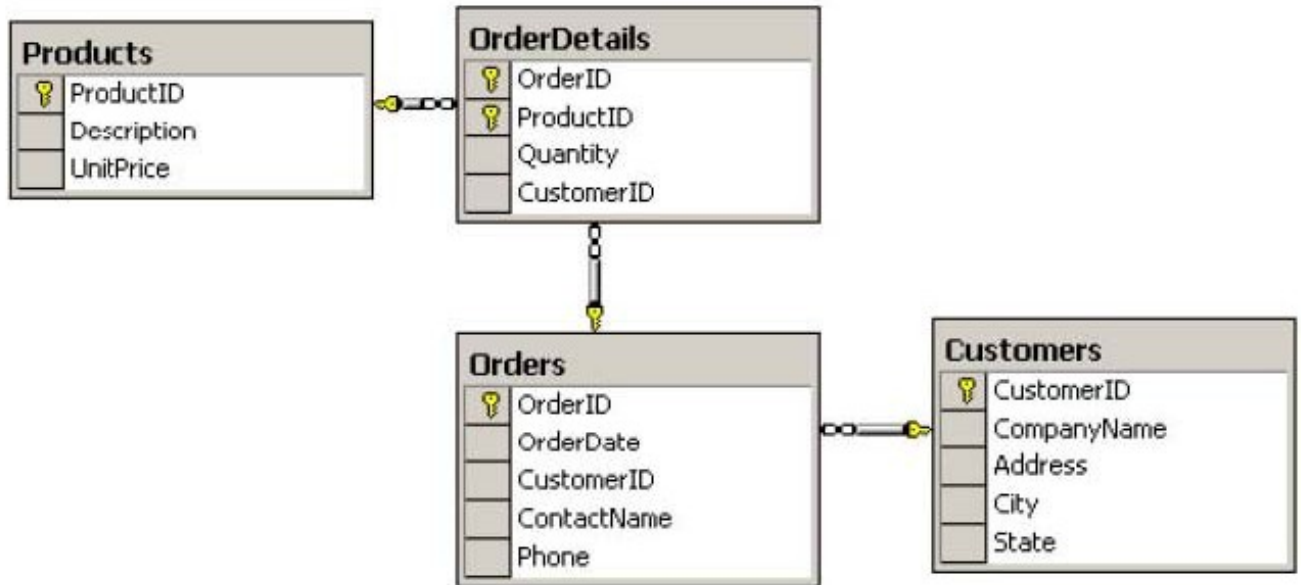 Products
ProductID
Description
UnitPrice
OrderDetails
OrderID
ProductID
Quantity
CustomerID
Orders
OrderID
OrderDate
CustomerID
ContactName
Phone
Customers
CustomerID
CompanyName
Address
City
State